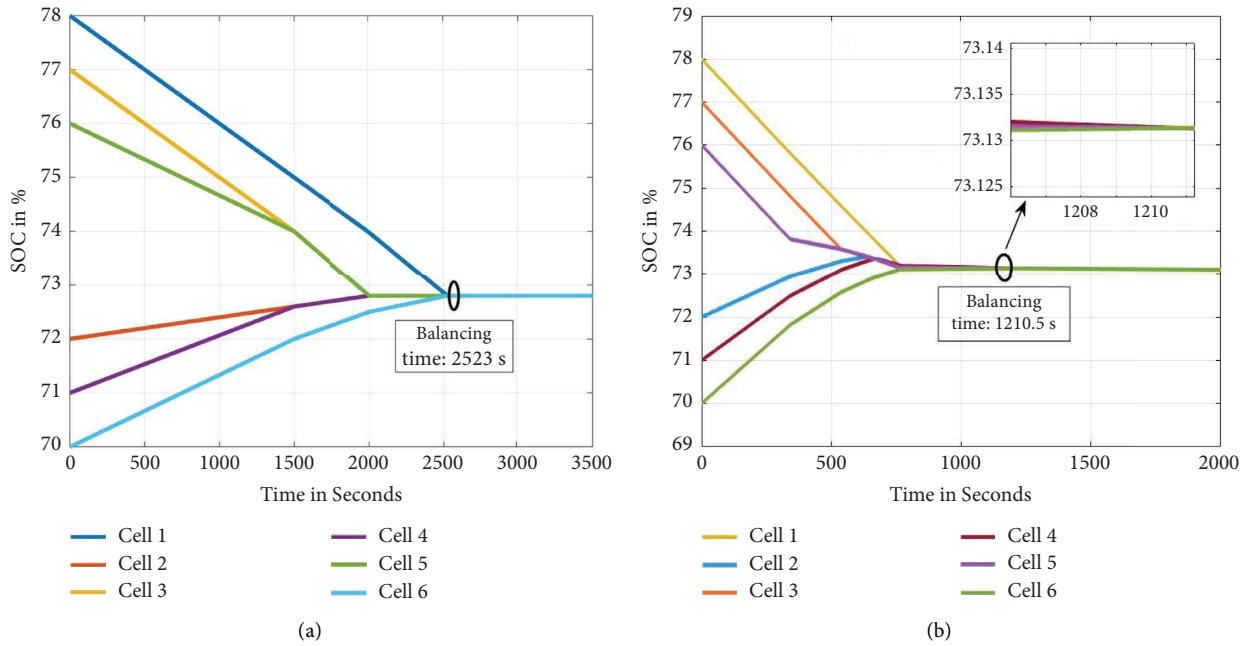 78
77
76
75
74
73
72
71
70
SOC in %
0 500 1000 1500 2000 2500 3000 3500
Time in Seconds
Balancing
time: 2523 s
Cell 1
Cell 2
Cell 3
Cell 4
Cell 5
Cell 6
(a)
79
78
77
76
75
74
73
72
71
70
69
SOC in %
0 500 1000 1500 2000
Time in Seconds
73.14
73.135
73.13
73.125
1208 1210
Balancing
time: 1210.5 s
Cell 1
Cell 2
Cell 3
Cell 4
Cell 5
Cell 6
(b)